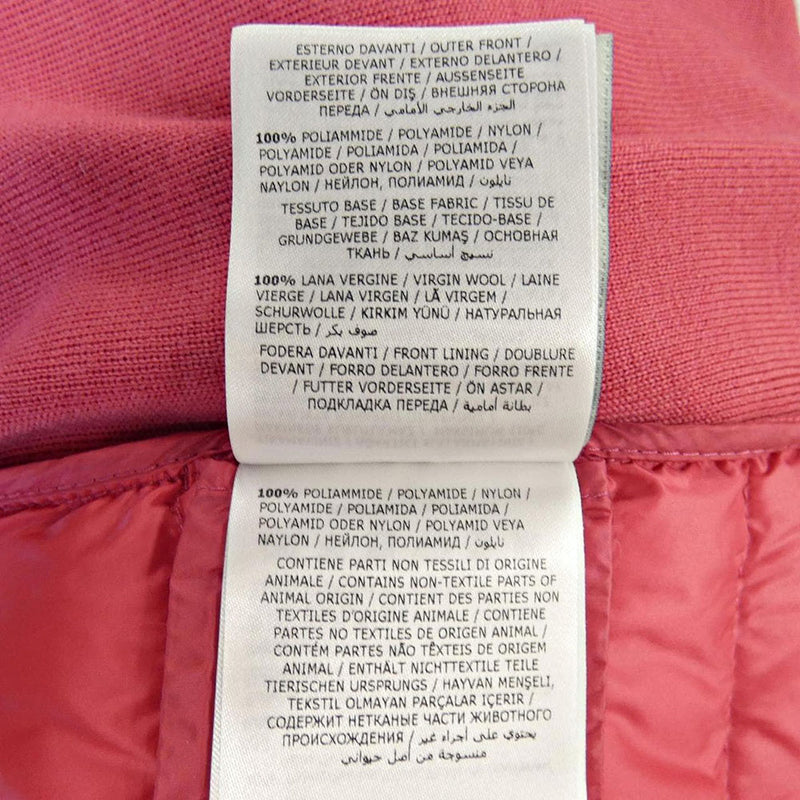 ESTERNO DAVANTI / OUTER FRONT /
EXTERIEUR DEVANT / EXTERNO DELANTERO /
EXTERIOR FRENTE / AUSSENSEITE
VORDERSEITE / ÖN DIŞ / ВНЕШНЯЯ СТОРОНА
ПЕРЕДА / الجزء الخارجي الأمامي
100% POLIAMMIDE / POLYAMIDE / NYLON /
POLYAMIDE / POLIAMIDA / POLIAMIDA /
POLYAMID ODER NYLON / POLYAMID VEYA
NAYLON / НЕЙЛОН, ПОЛИАМИД / نايلون
TESSUTO BASE / BASE FABRIC / TISSU DE
BASE / TEJIDO BASE / TECIDO-BASE /
GRUNDGEWEBE / BAZ KUMAŞ / ОСНОВНАЯ
ТКАНЬ / نسيج أساسي
100% LANA VERGINE / VIRGIN WOOL / LAINE
VIERGE / LANA VIRGEN / LÃ VIRGEM /
SCHURWOLLE / KIRKIM YÜNÜ / НАТУРАЛЬНАЯ
ШЕРСТЬ / صوف بكر
FODERA DAVANTI / FRONT LINING / DOUBLURE
DEVANT / FORRO DELANTERO / FORRO FRENTE
/ FUTTER VORDERSEITE / ÖN ASTAR /
ПОДКЛАДКА ПЕРЕДА / بطانة أمامية
100% POLIAMMIDE / POLYAMIDE / NYLON /
POLYAMIDE / POLIAMIDA / POLIAMIDA /
POLYAMID ODER NYLON / POLYAMID VEYA
NAYLON / НЕЙЛОН, ПОЛИАМИД / نايلون
CONTIENE PARTI NON TESSILI DI ORIGINE
ANIMALE / CONTAINS NON-TEXTILE PARTS OF
ANIMAL ORIGIN / CONTIENT DES PARTIES NON
TEXTILES D'ORIGINE ANIMALE / CONTIENE
PARTES NO TEXTILES DE ORIGEN ANIMAL /
CONTÉM PARTES NÃO TÊXTEIS DE ORIGEM
ANIMAL / ENTHÄLT NICHTTEXTILE TEILE
TIERISCHEN URSPRUNGS / HAYVAN MENŞELİ,
TEKSTIL OLMAYAN PARÇALAR İÇERİR /
СОДЕРЖИТ НЕТКАНЫЕ ЧАСТИ ЖИВОТНОГО
ПРОИСХОЖДЕНИЯ / يحتوي على أجزاء غير
منسوجة من أصل حيواني